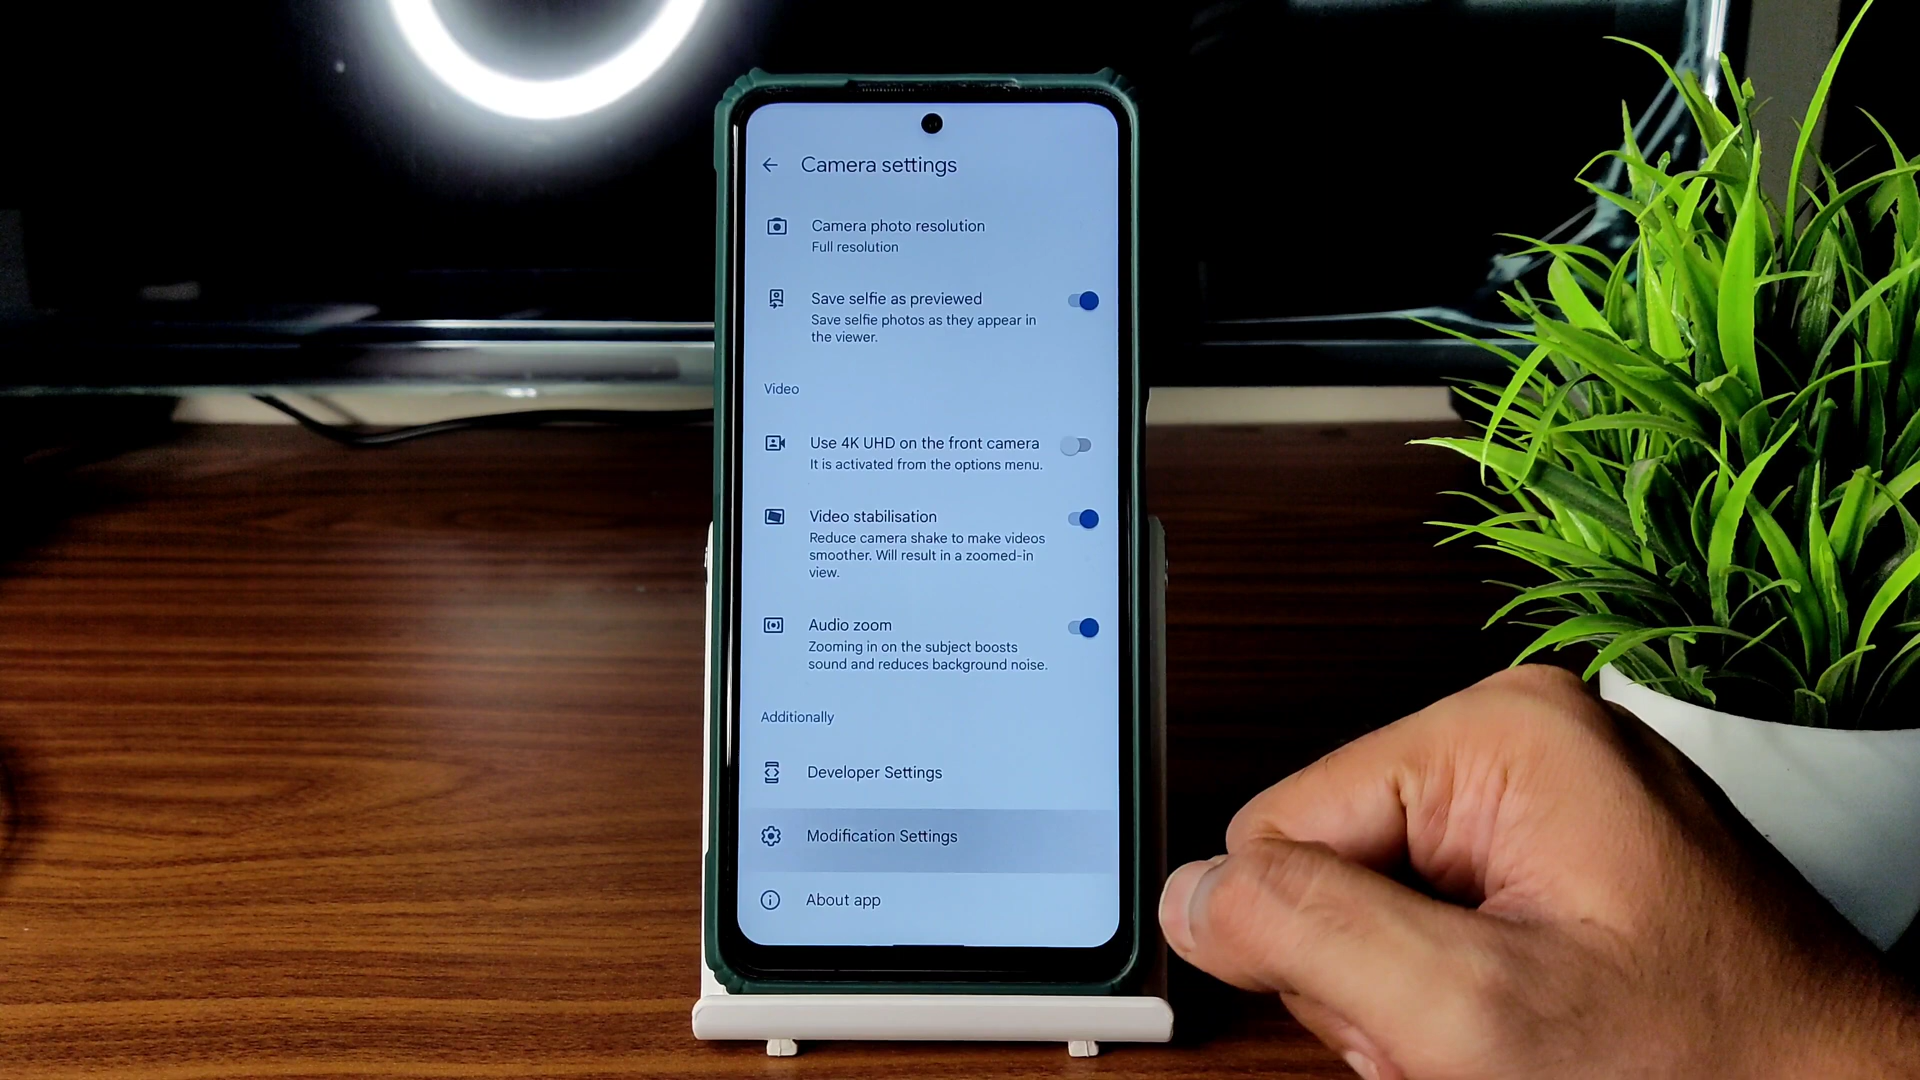 Camera settings
Camera photo resolution
Full resolution
Save selfie as previewed
Save selfie photos as they appear in
the viewer.
Video
Use 4K UHD on the front camera
It is activated from the options menu.
Video stabilisation
Reduce camera shake to make videos
smoother. Will result in a zoomed-in
view.
Audio zoom
Zooming in on the subject boosts
sound and reduces background noise.
Additionally
Developer Settings
Modification Settings
About app